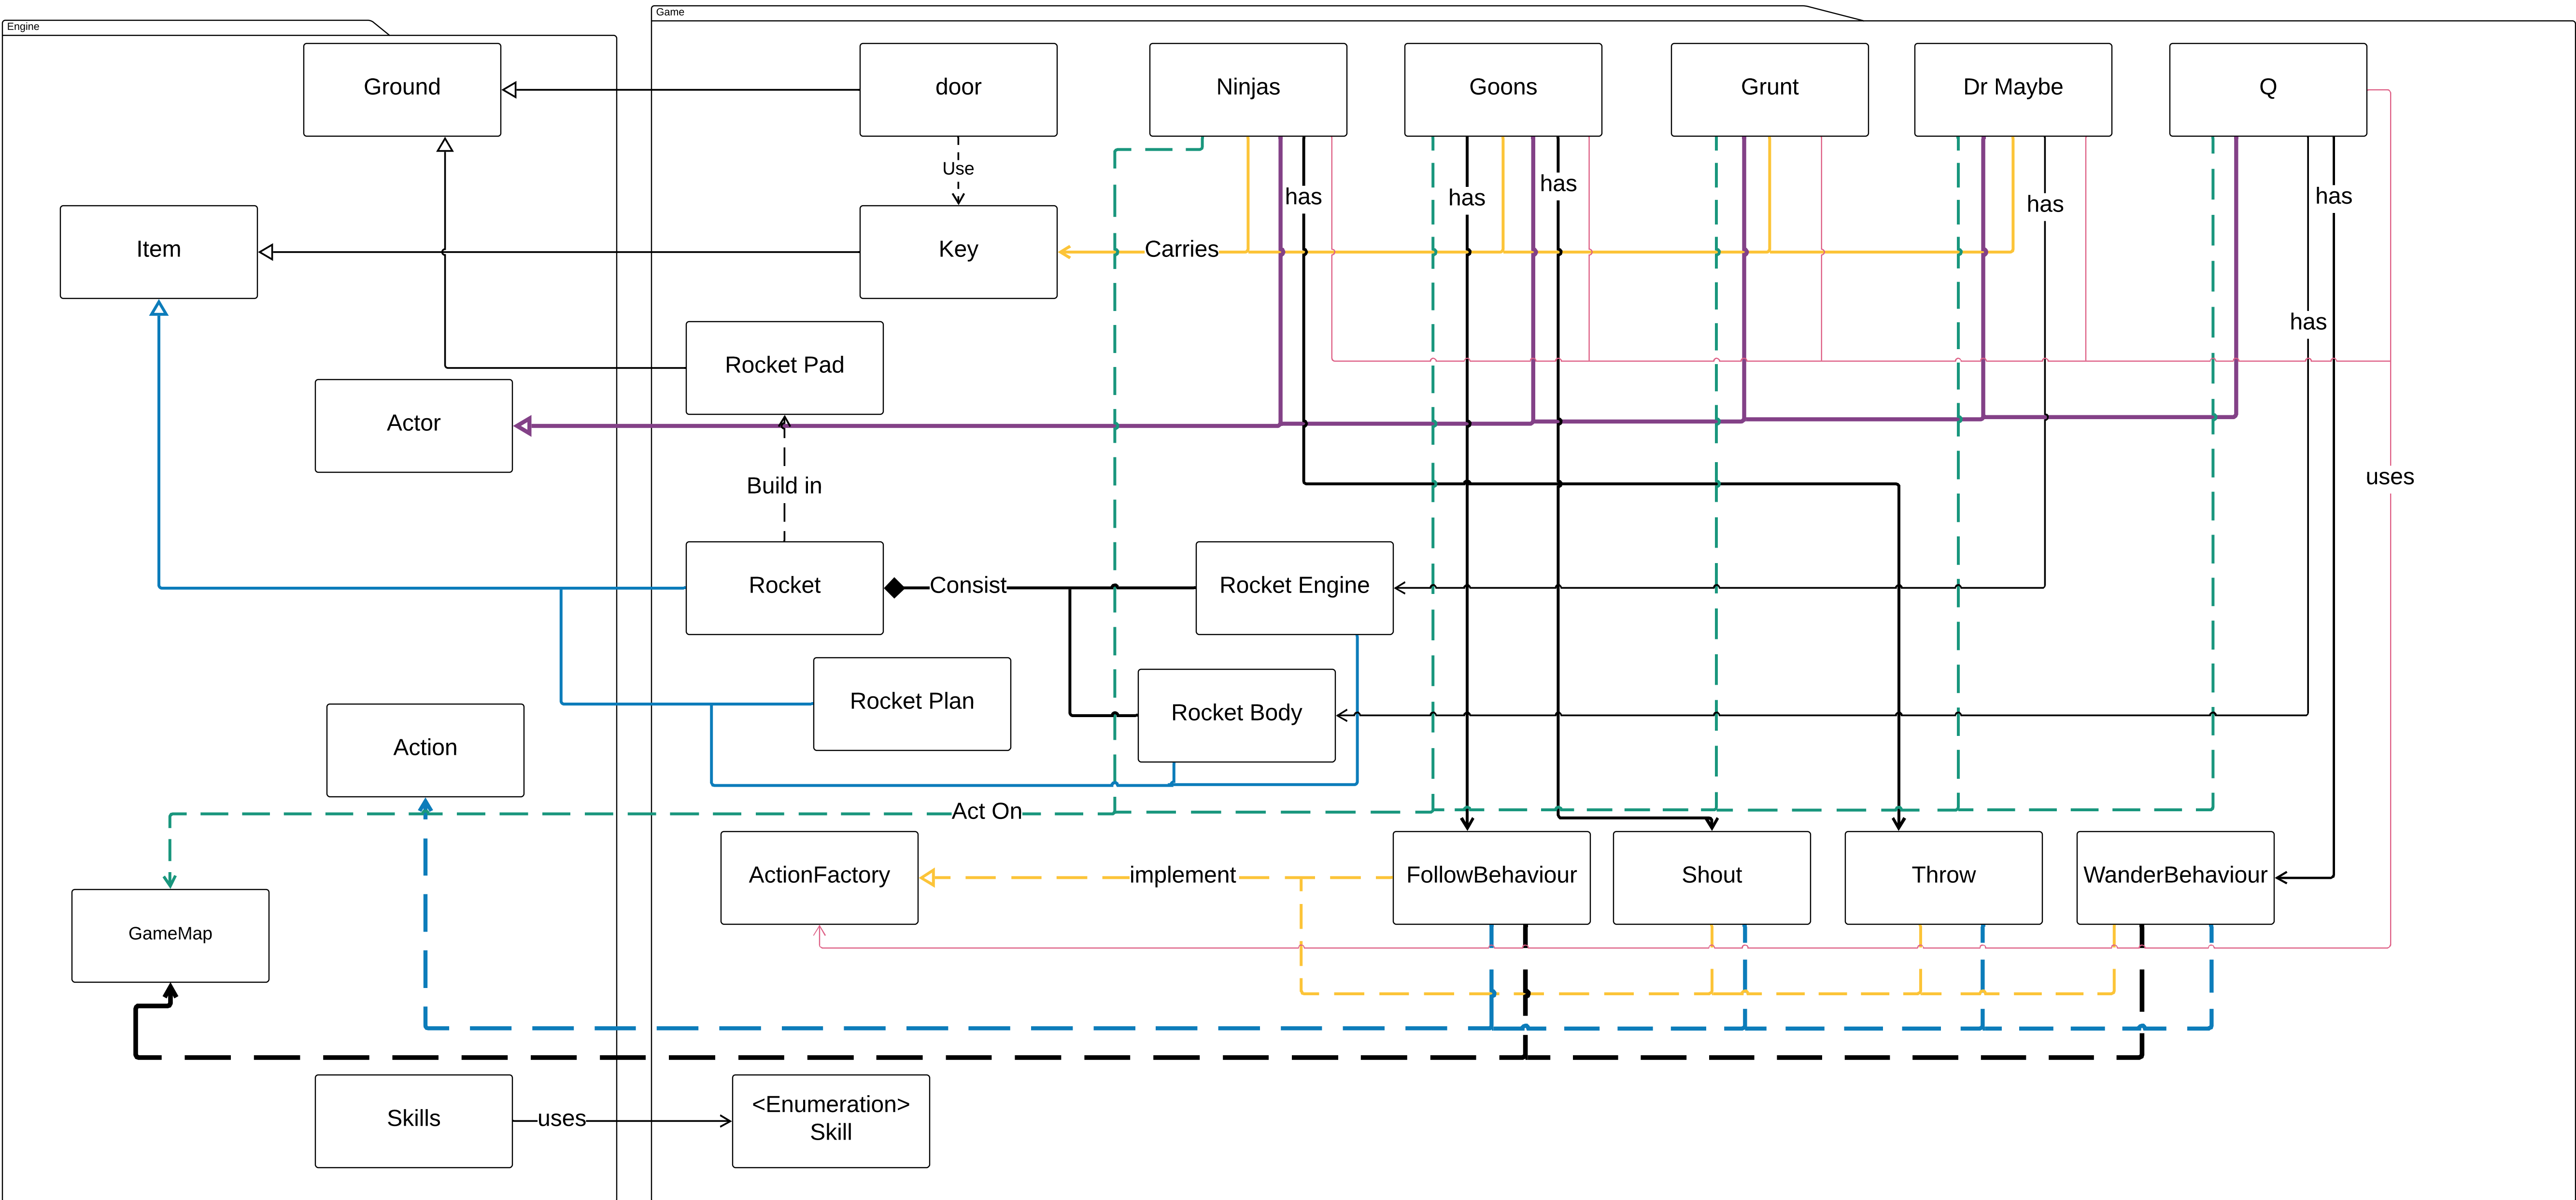 Engine
Game
Ground
door
Ninjas
Goons
Grunt
Dr Maybe
Q
Use
has
has
has
has
has
Item
Key
Carries
has
Rocket Pad
Actor
uses
Build in
Rocket
Consist
Rocket Engine
Rocket Plan
Rocket Body
Action
Act On
ActionFactory
implement
FollowBehaviour
Shout
Throw
WanderBehaviour
GameMap
Skills
uses
<Enumeration>
Skill